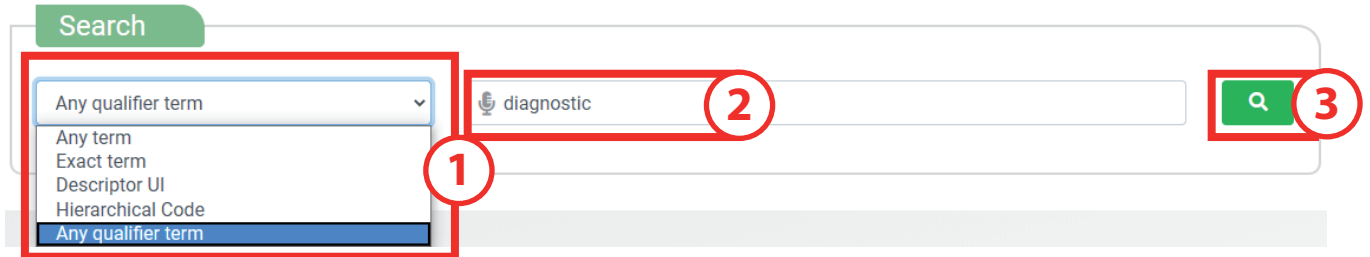 Search
Any qualifier term
diagnostic
2
3
Any term
Exact term
Descriptor UI
Hierarchical Code
Any qualifier term
1